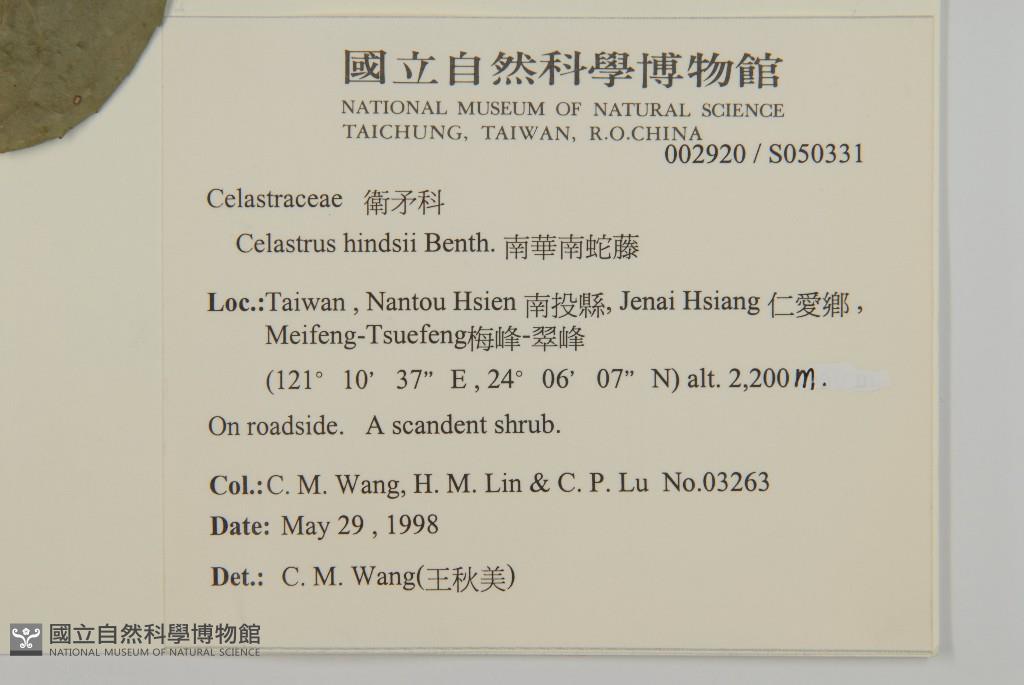 國立自然科學博物館
NATIONAL MUSEUM OF NATURAL SCIENCE
TAICHUNG, TAIWAN, R.O.CHINA
002920 / S050331
Celastraceae 衛矛科
Celastrus hindsii Benth. 南華南蛇藤
Loc.:Taiwan , Nantou Hsien 南投縣, Jenai Hsiang 仁愛鄉 ,
Meifeng-Tsuefeng梅峰-翠峰
(121° 10’ 37” E , 24° 06’ 07” N) alt. 2,200 m.
On roadside. A scandent shrub.
Col.: C. M. Wang, H. M. Lin & C. P. Lu No.03263
Date: May 29 , 1998
Det.: C. M. Wang(王秋美)
國立自然科學博物館
NATIONAL MUSEUM OF NATURAL SCIENCE